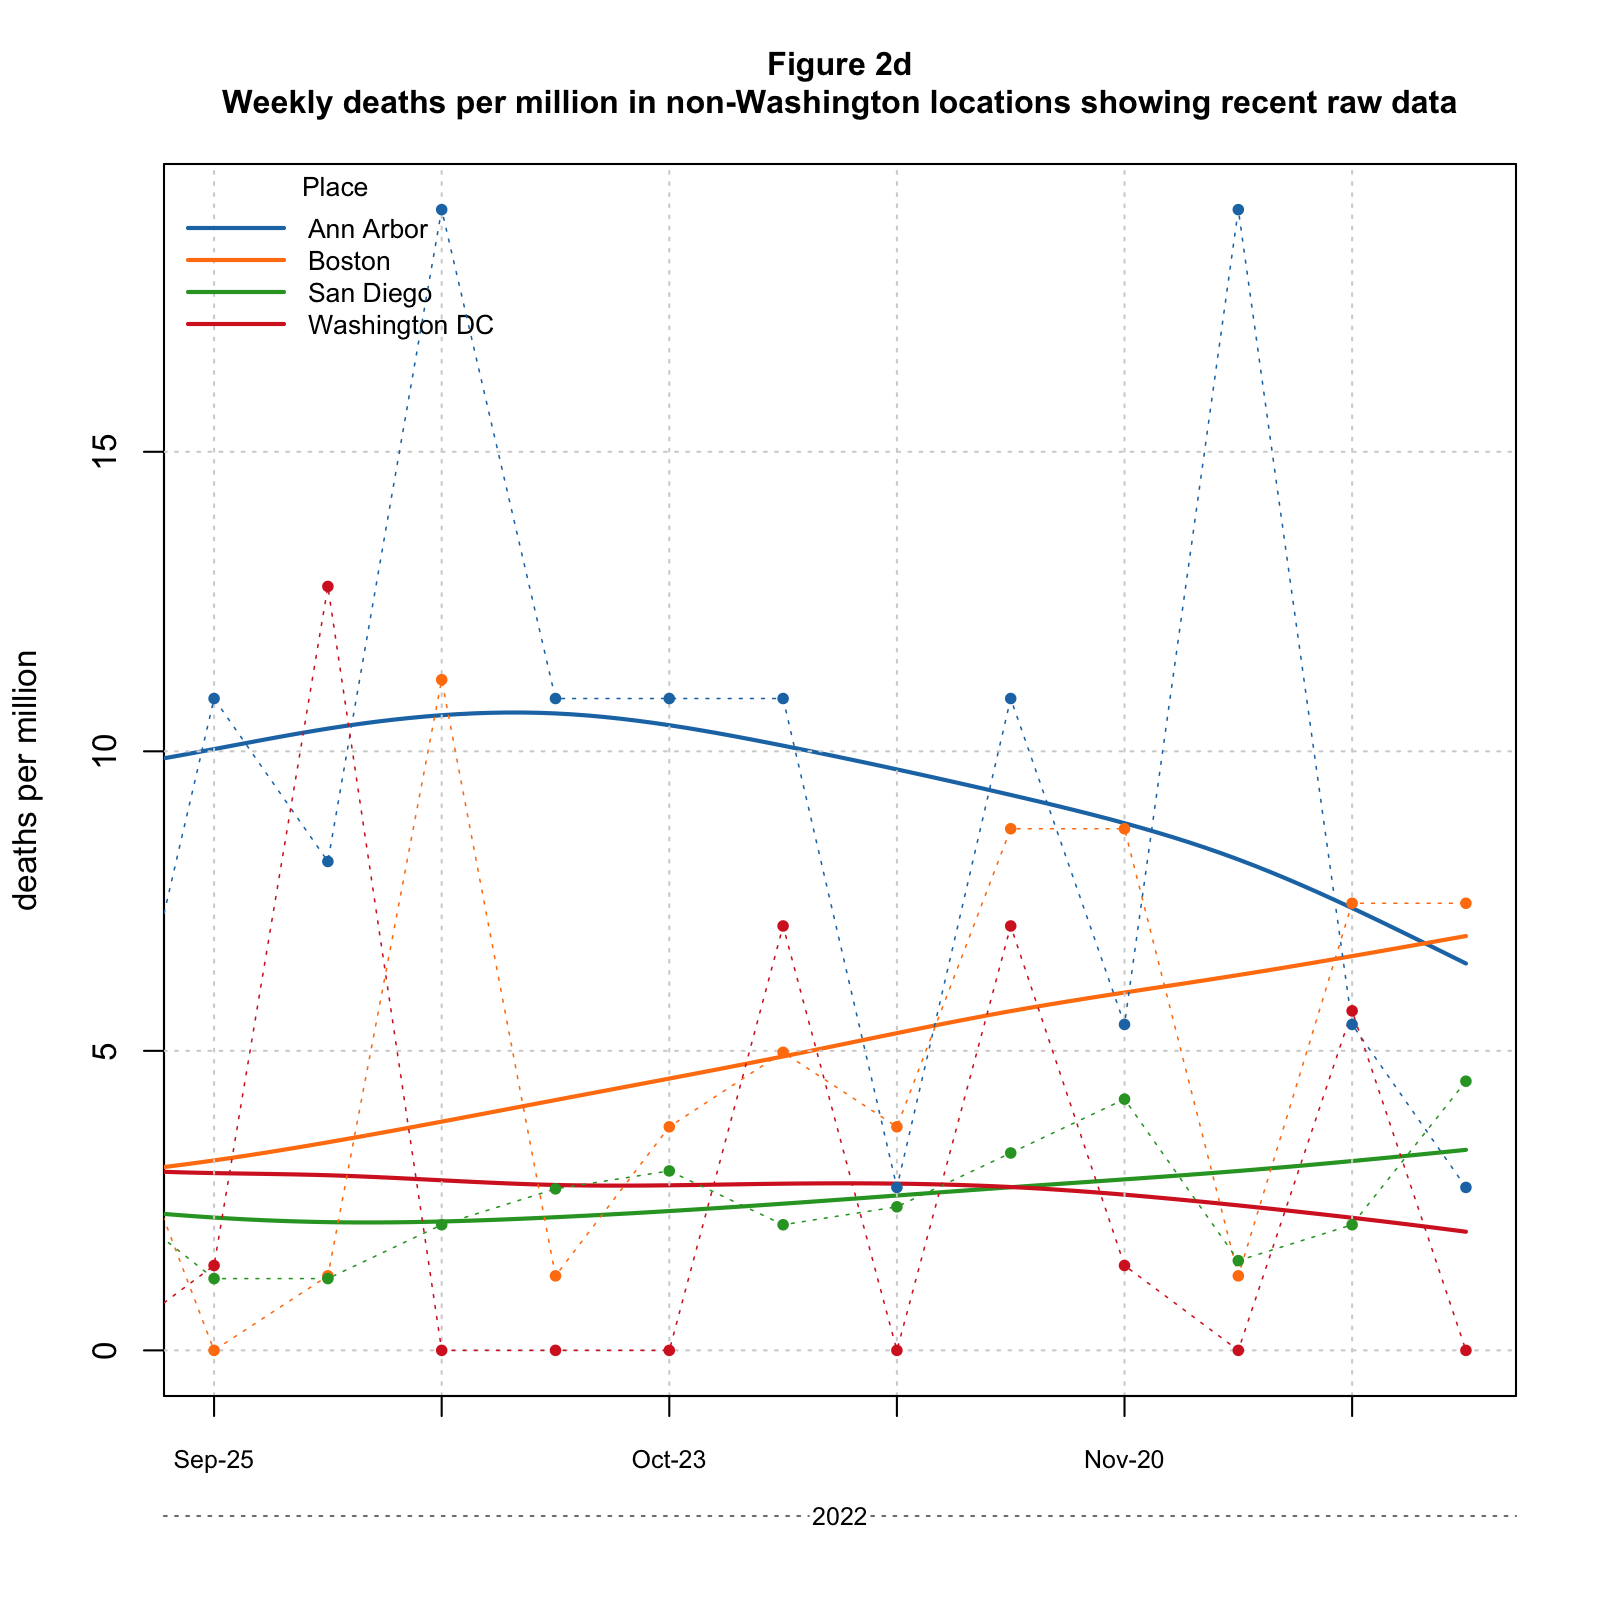 Figure 2d
Weekly deaths per million in non-Washington locations showing recent raw data
Place
Ann Arbor
Boston
San Diego
Washington DC
deaths per million
15
10
5
0
Sep-25
Oct-23
Nov-20
2022